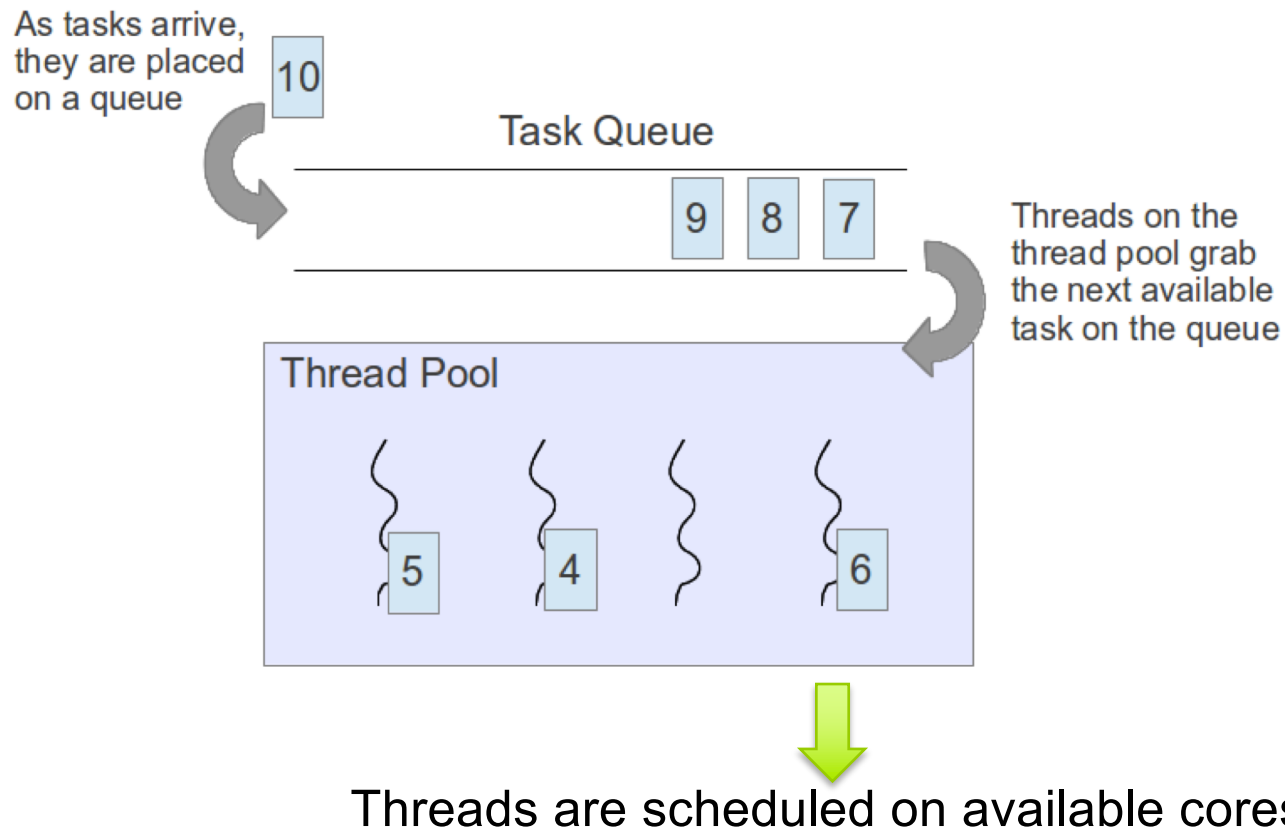 As tasks arrive,
they are placed
on a queue
10
Task Queue
9 8 7
Threads on the
thread pool grab
the next available
task on the queue
Thread Pool
5 4 6
Threads are scheduled on available cores